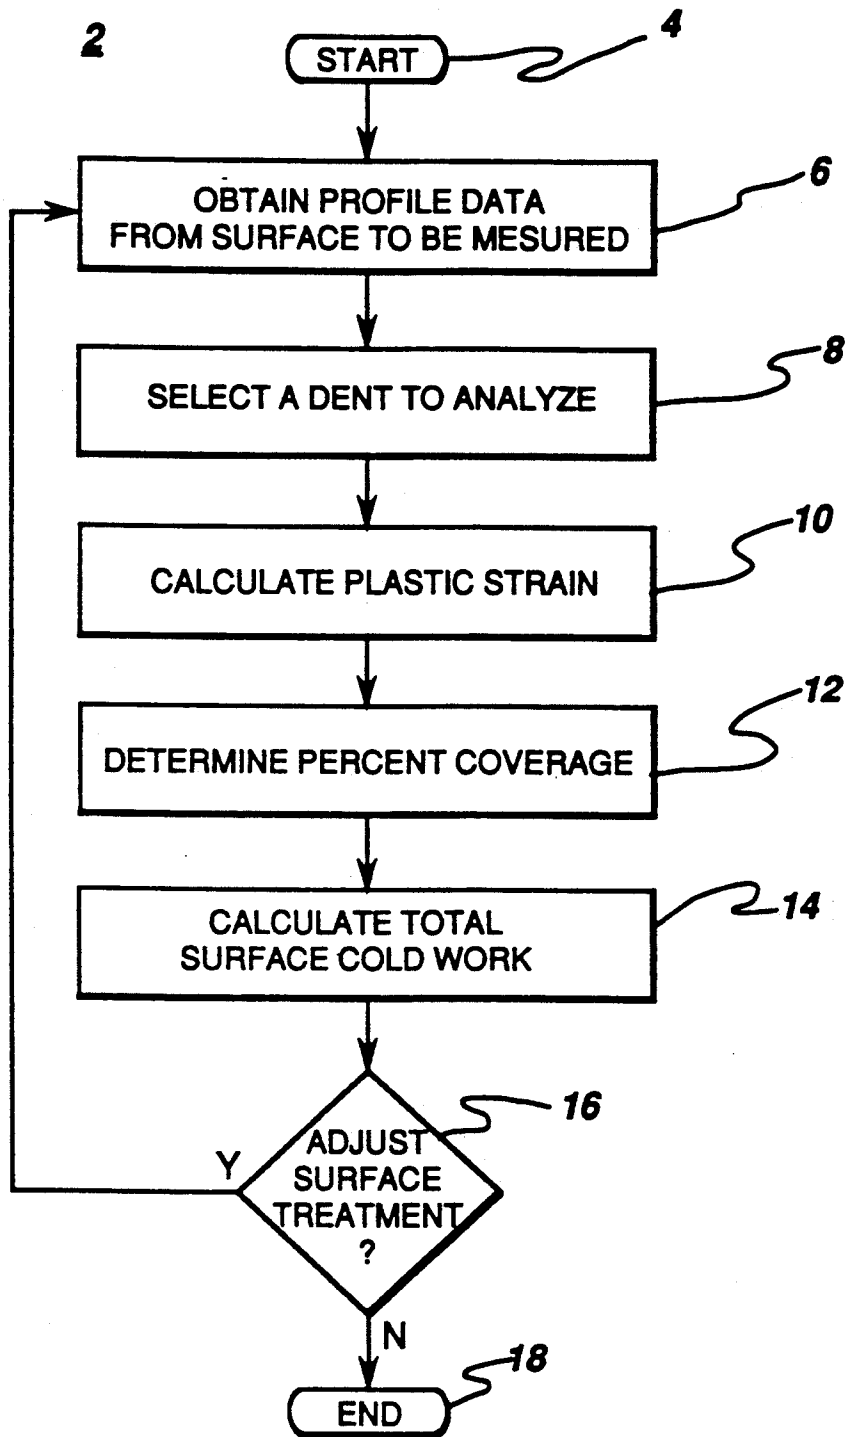 2
START
4
OBTAIN PROFILE DATA
FROM SURFACE TO BE MESURED
6
SELECT A DENT TO ANALYZE
8
CALCULATE PLASTIC STRAIN
10
DETERMINE PERCENT COVERAGE
12
CALCULATE TOTAL
SURFACE COLD WORK
14
ADJUST
SURFACE
TREATMENT
?
16
Y
N
END
18